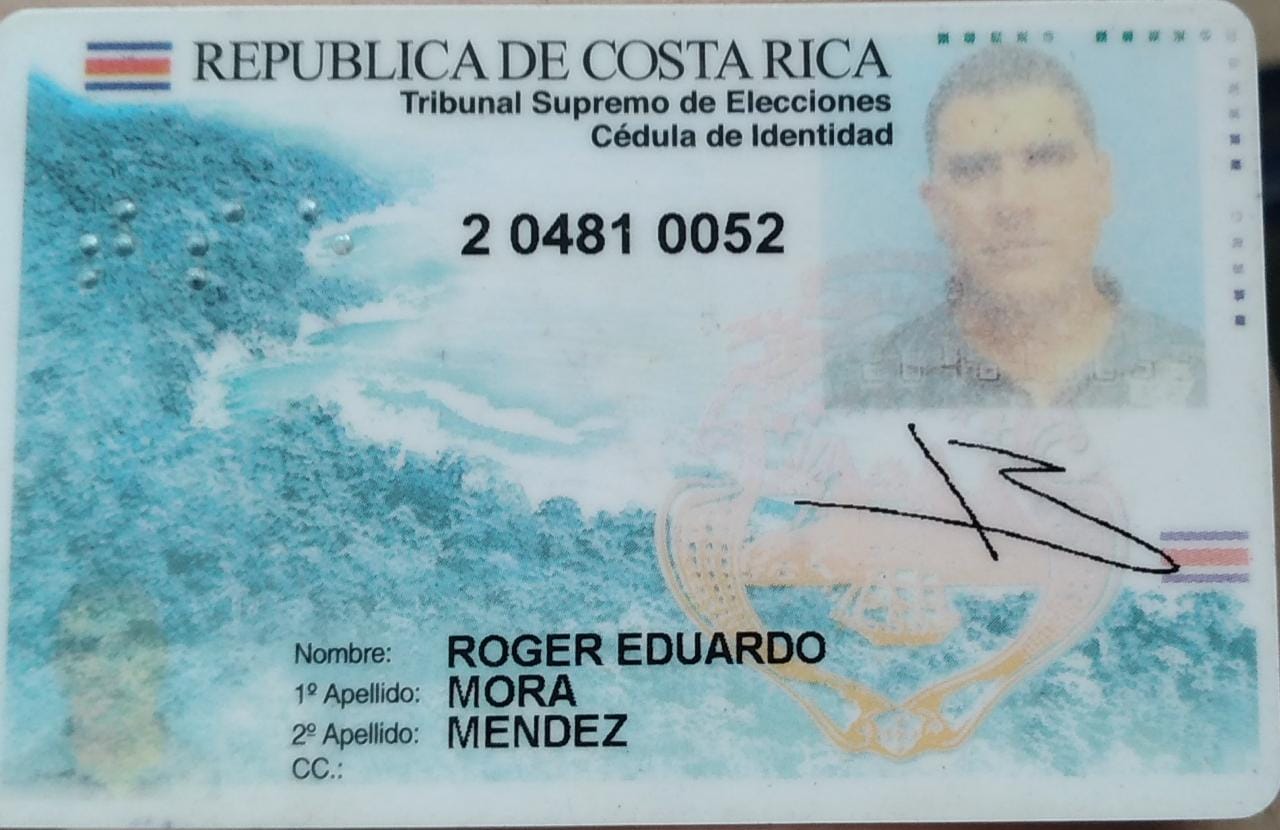 REPUBLICA DE COSTA RICA
Tribunal Supremo de Elecciones
Cédula de Identidad
2 0481 0052
Nombre: ROGER EDUARDO
1º Apellido: MORA
2º Apellido: MENDEZ
CC.: